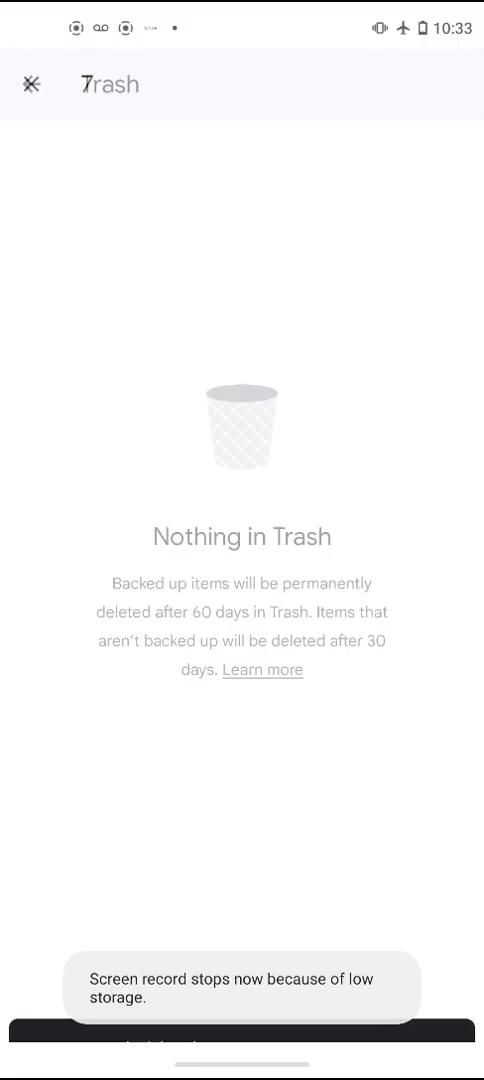 10:33
Trash
Nothing in Trash
Backed up items will be permanently
deleted after 60 days in Trash. Items that
aren't backed up will be deleted after 30
days. Learn more
Screen record stops now because of low
storage.